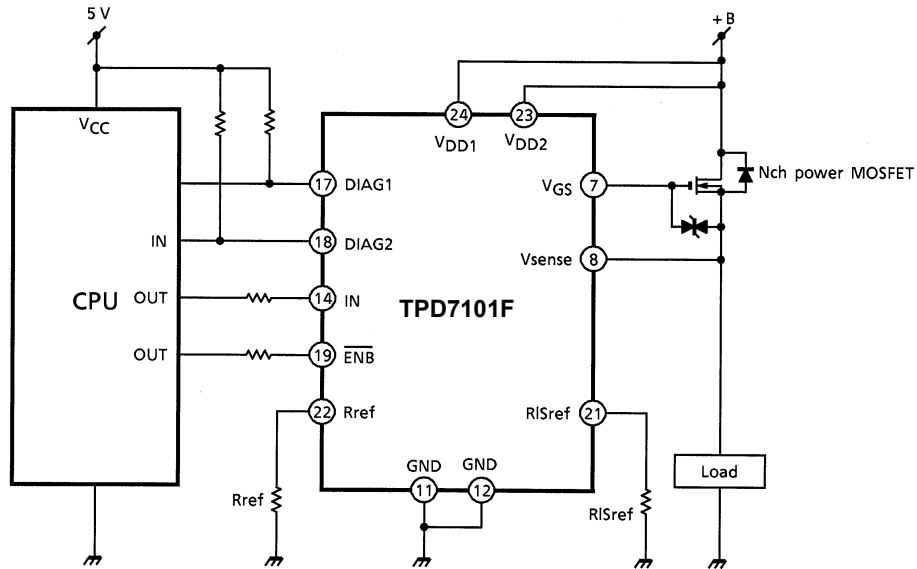 5 V
+ B
VCC
24
23
VDD1
VDD2
17
DIAG1
VGS
7
Nch power MOSFET
IN
18
DIAG2
Vsense
8
CPU
OUT
14
IN
TPD7101F
OUT
19
ENB
22
Rref
RISref
21
GND
GND
11
12
Load
Rref
RISref